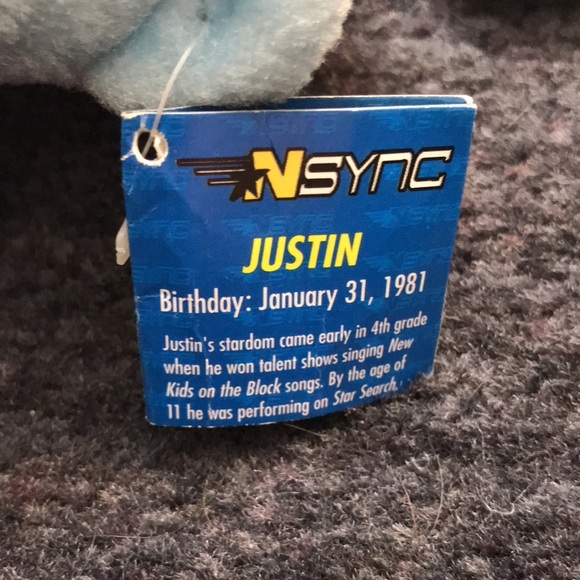 NSYNC
JUSTIN
Birthday: January 31, 1981
Justin's stardom came early in 4th grade
when he won talent shows singing New
Kids on the Block songs. By the age of
11 he was performing on Star Search.